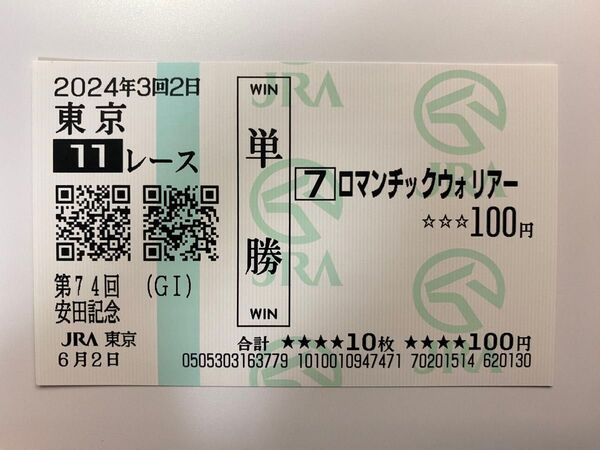 2024年3回2日
東京
11レース
第74回 (GI)
安田記念
JRA 東京
6月2日
WIN
単勝
WIN
JRA
7 ロマンチックウォリアー
☆☆☆100円
JRA
JRA
合計 ★★★★10枚 ★★★★100円
0505303163779 1010010947471 70201514 620130